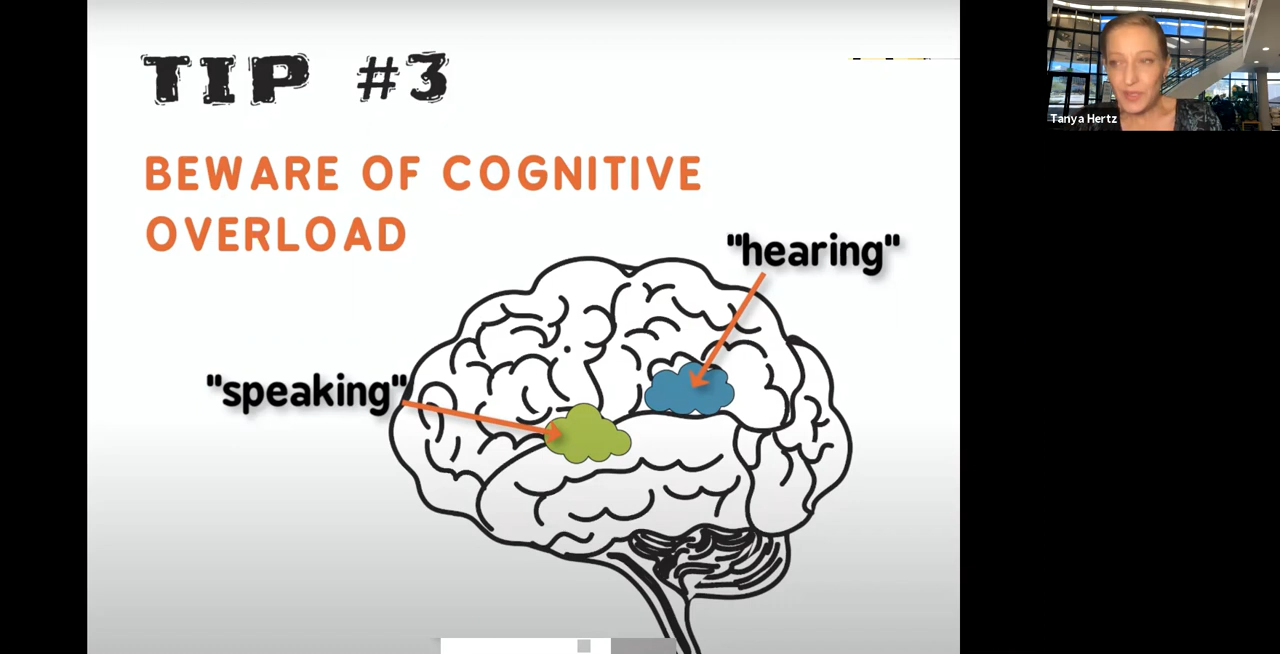 TIP #3
Tanya Hertz
BEWARE OF COGNITIVE
OVERLOAD
"hearing"
"speaking"